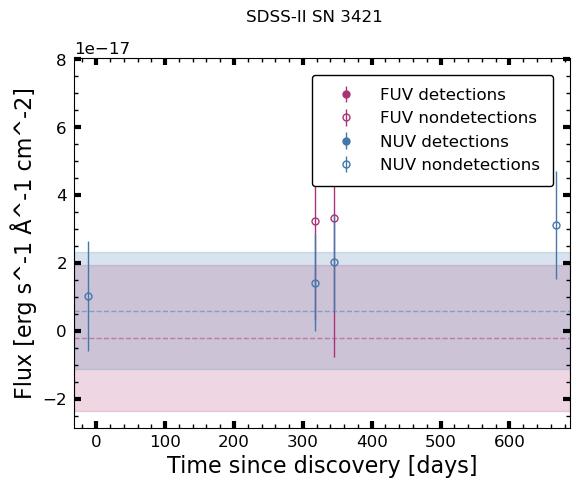 SDSS-II SN 3421
1e−17
8
6
4
2
0
−2
Flux [erg s^-1 Å^-1 cm^-2]
FUV detections
FUV nondetections
NUV detections
NUV nondetections
0 100 200 300 400 500 600
Time since discovery [days]